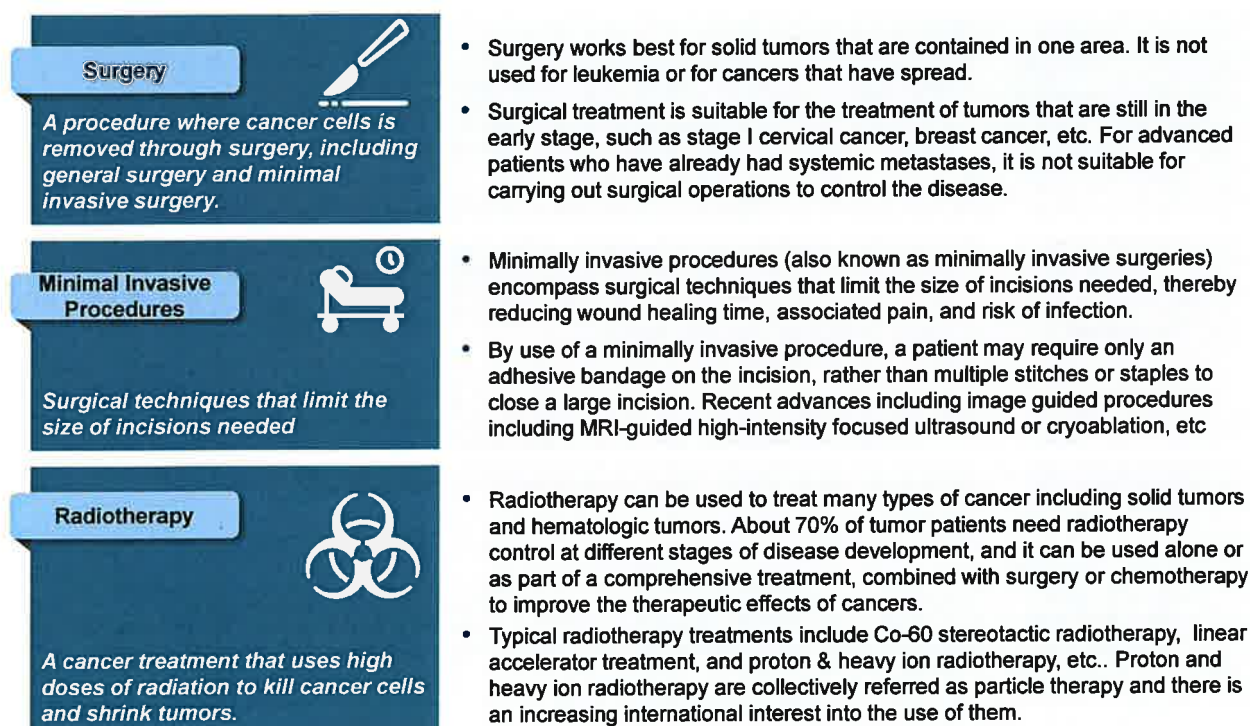 Surgery
A procedure where cancer cells is
removed through surgery, including
general surgery and minimal
invasive surgery.
• Surgery works best for solid tumors that are contained in one area. It is not
used for leukemia or for cancers that have spread.
• Surgical treatment is suitable for the treatment of tumors that are still in the
early stage, such as stage I cervical cancer, breast cancer, etc. For advanced
patients who have already had systemic metastases, it is not suitable for
carrying out surgical operations to control the disease.
Minimal Invasive
Procedures
Surgical techniques that limit the
size of incisions needed
• Minimally invasive procedures (also known as minimally invasive surgeries)
encompass surgical techniques that limit the size of incisions needed, thereby
reducing wound healing time, associated pain, and risk of infection.
• By use of a minimally invasive procedure, a patient may require only an
adhesive bandage on the incision, rather than multiple stitches or staples to
close a large incision. Recent advances including image guided procedures
including MRI-guided high-intensity focused ultrasound or cryoablation, etc
Radiotherapy
A cancer treatment that uses high
doses of radiation to kill cancer cells
and shrink tumors.
• Radiotherapy can be used to treat many types of cancer including solid tumors
and hematologic tumors. About 70% of tumor patients need radiotherapy
control at different stages of disease development, and it can be used alone or
as part of a comprehensive treatment, combined with surgery or chemotherapy
to improve the therapeutic effects of cancers.
• Typical radiotherapy treatments include Co-60 stereotactic radiotherapy, linear
accelerator treatment, and proton & heavy ion radiotherapy, etc.. Proton and
heavy ion radiotherapy are collectively referred as particle therapy and there is
an increasing international interest into the use of them.